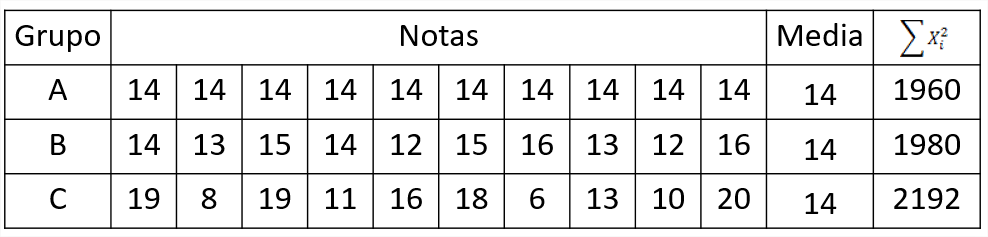 Grupo Notas Media ∑X_i^2
A 14 14 14 14 14 14 14 14 14 14 14 1960
B 14 13 15 14 12 15 16 13 12 16 14 1980
C 19 8 19 11 16 18 6 13 10 20 14 2192